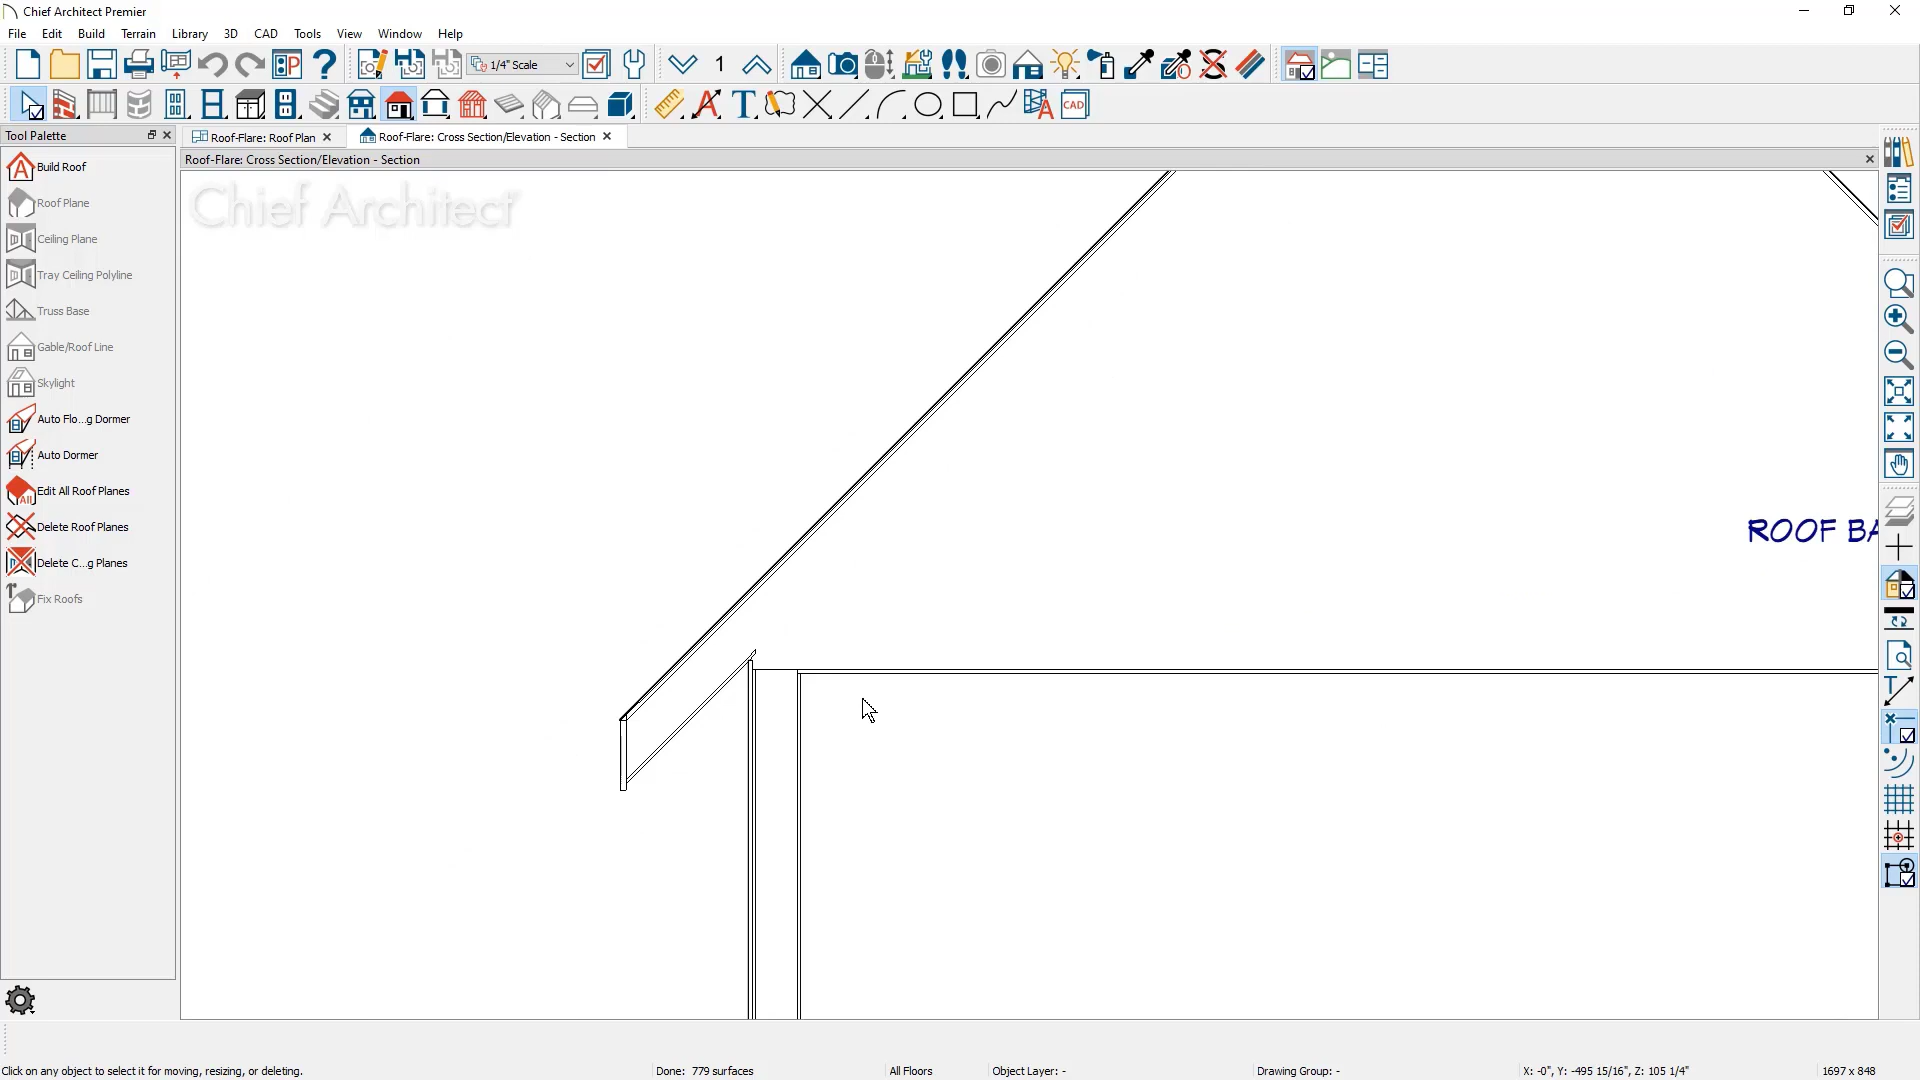 Chief Architect Premier
File Edit Build Terrain Library 3D CAD Tools View Window Help
1/4" Scale 1
CAD
Tool Palette
Roof-Flare: Roof Plan Roof-Flare: Cross Section/Elevation - Section
Roof-Flare: Cross Section/Elevation - Section
Chief Architect
Build Roof
Roof Plane
Ceiling Plane
Tray Ceiling Polyline
Truss Base
Gable/Roof Line
Skylight
Auto Flo...g Dormer
Auto Dormer
Edit All Roof Planes
Delete Roof Planes
Delete C...g Planes
Fix Roofs
ROOF BA
Click on any object to select it for moving, resizing, or deleting. Done: 779 surfaces All Floors Object Layer: - Drawing Group: - X: -0", Y: -495 15/16", Z: 105 1/4" 1697 x 848